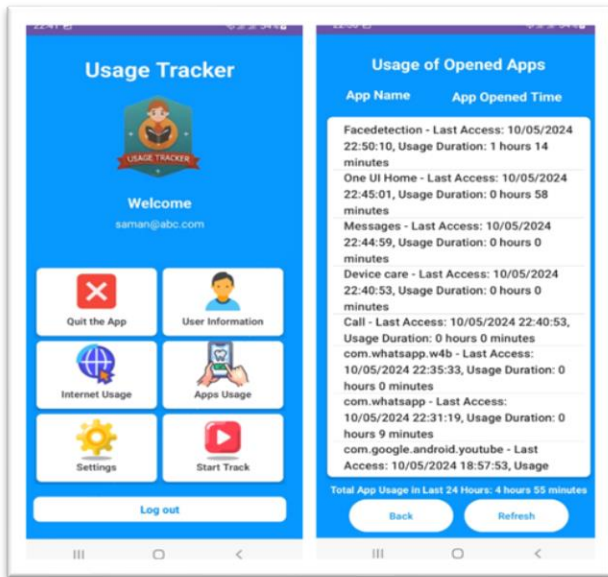 22:41
Usage Tracker
USAGE TRACKER
Welcome
saman@abc.com
Quit the App
User Information
Internet Usage
Apps Usage
Settings
Start Track
Log out
Usage of Opened Apps
App Name
App Opened Time
Facedetection - Last Access: 10/05/2024
22:50:10, Usage Duration: 1 hours 14
minutes
One UI Home - Last Access: 10/05/2024
22:45:01, Usage Duration: 0 hours 58
minutes
Messages - Last Access: 10/05/2024
22:44:59, Usage Duration: 0 hours 0
minutes
Device care - Last Access: 10/05/2024
22:40:53, Usage Duration: 0 hours 0
minutes
Call - Last Access: 10/05/2024 22:40:53,
Usage Duration: 0 hours 0 minutes
com.whatsapp.w4b - Last Access:
10/05/2024 22:35:33, Usage Duration: 0
hours 0 minutes
com.whatsapp - Last Access:
10/05/2024 22:31:19, Usage Duration: 0
hours 9 minutes
com.google.android.youtube - Last
Access: 10/05/2024 18:57:53, Usage
Total App Usage in Last 24 Hours: 4 hours 55 minutes
Back
Refresh